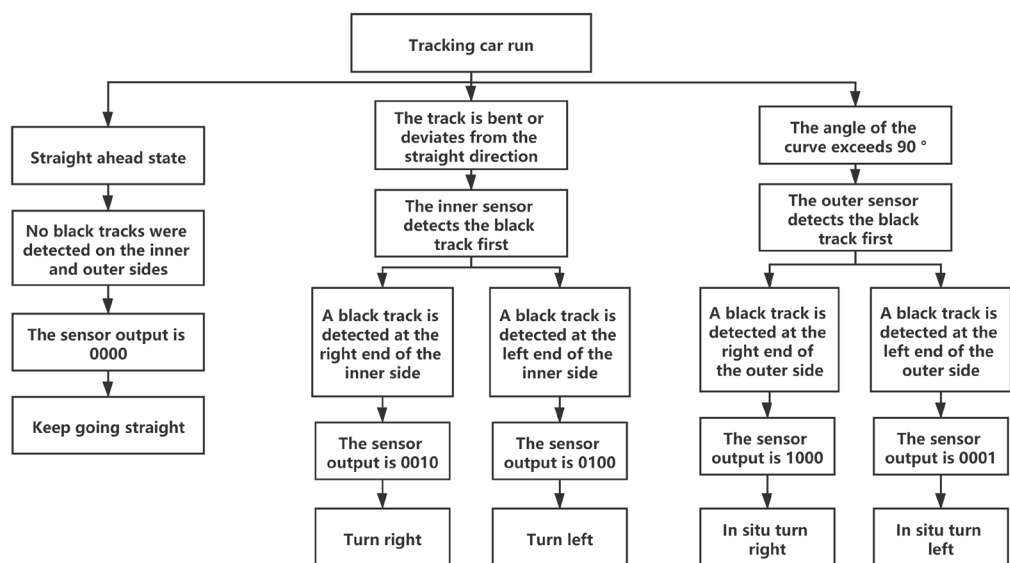 Tracking car run
Straight ahead state
No black tracks were
detected on the inner
and outer sides
The sensor output is
0000
Keep going straight
The track is bent or
deviates from the
straight direction
The inner sensor
detects the black
track first
A black track is
detected at the
right end of the
inner side
The sensor
output is 0010
Turn right
A black track is
detected at the
left end of the
inner side
The sensor
output is 0100
Turn left
The angle of the
curve exceeds 90 °
The outer sensor
detects the black
track first
A black track is
detected at the
right end of
the outer side
The sensor
output is 1000
In situ turn
right
A black track is
detected at the
left end of the
outer side
The sensor
output is 0001
In situ turn
left